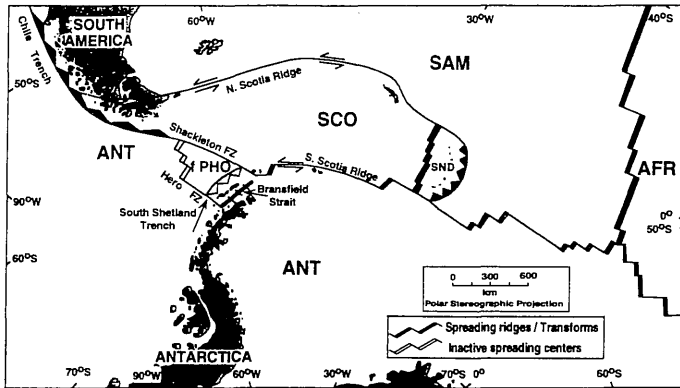 60°W
30°W
40°S
SOUTH
AMERICA
Chile Trench
50°S
N. Scotia Ridge
SAM
SCO
Shackleton FZ
ANT
PHO
S. Scotia Ridge
SND
AFR
Hero FZ
Bransfield
Strait
South Shetland
Trench
90°W
0°
50°S
60°S
ANT
0 300 600
km
Polar Stereographic Projection
Spreading ridges / Transforms
Inactive spreading centers
ANTARCTICA
70°S
90°W
60°W
30°W
70°S
0°
60°S